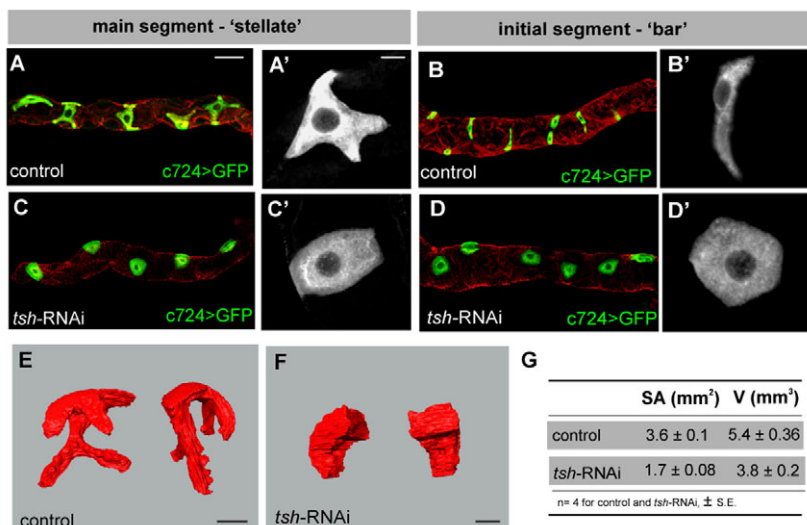 main segment - ‘stellate’
initial segment - ‘bar’
A
control
c724>GFP
A'
B
control
c724>GFP
B'
C
tsh-RNAi
c724>GFP
C'
D
tsh-RNAi
c724>GFP
D'
E
control
F
tsh-RNAi
G
SA (mm²) V (mm³)
control 3.6 ± 0.1 5.4 ± 0.36
tsh-RNAi 1.7 ± 0.08 3.8 ± 0.2
n= 4 for control and tsh-RNAi, ± S.E.